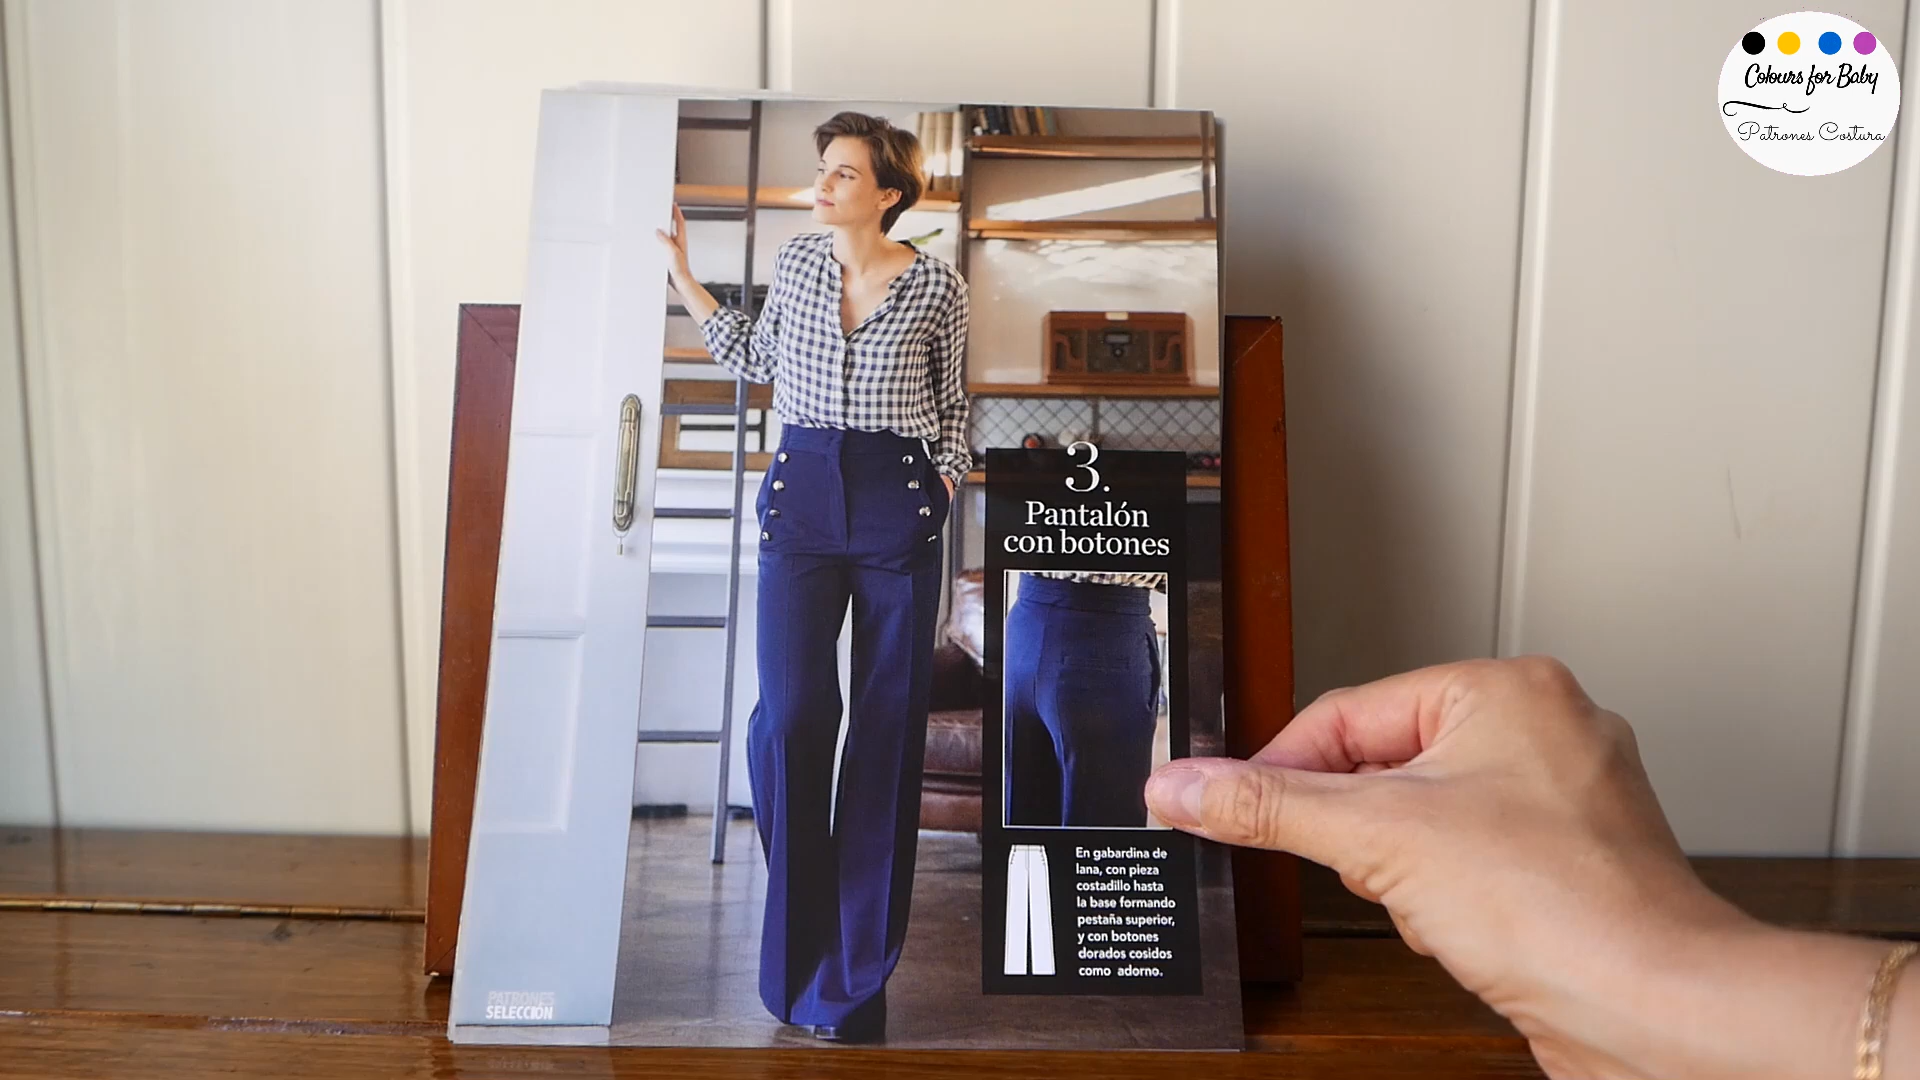 Colours for Baby
Patrones Costura
3.
Pantalón
con botones
En gabardina de
lana, con pieza
costadillo hasta
la base formando
pestaña superior,
y con botones
dorados cosidos
como adorno.
PATRONES
SELECCIÓN